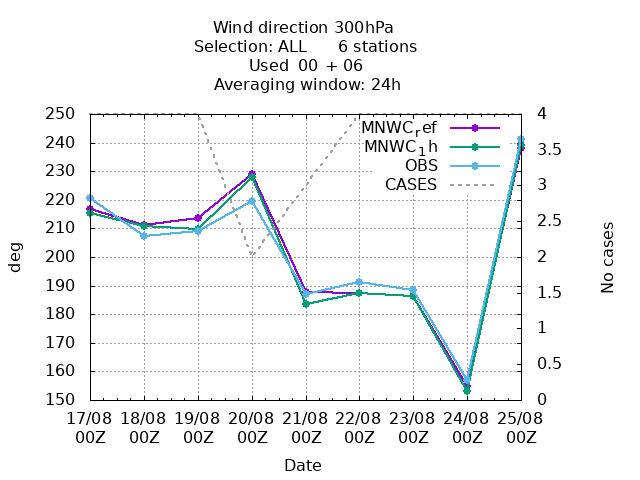 Wind direction 300hPa
Selection: ALL 6 stations
Used 00 + 06
Averaging window: 24h
250
240
230
220
210
200
190
180
170
160
150
4
3.5
3
2.5
2
1.5
1
0.5
0
MNWCref
MNWC1h
OBS
CASES
deg
No cases
17/08 18/08 19/08 20/08 21/08 22/08 23/08 24/08 25/08
00Z 00Z 00Z 00Z 00Z 00Z 00Z 00Z 00Z
Date